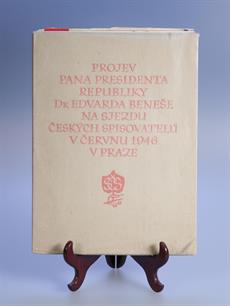 PROJEV
PANA PRESIDENTA
REPUBLIKY
DR EDVARDA BENEŠE
NA SJEZDU
ČESKÝCH SPISOVATELŮ
V ČERVNU 1946
V PRAZE